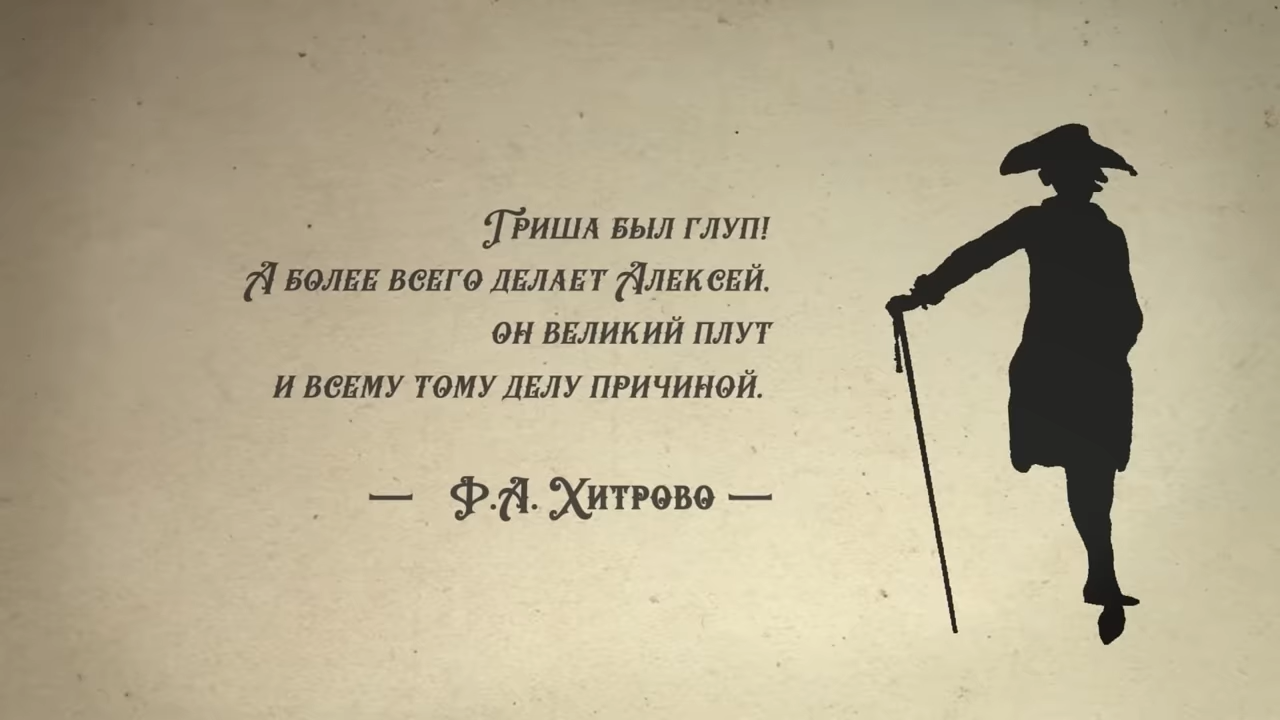 Гриша был глуп!
А более всего делает Алексей,
он великий плут
и всему тому делу причиной.
— Ф.А. Хитрово —